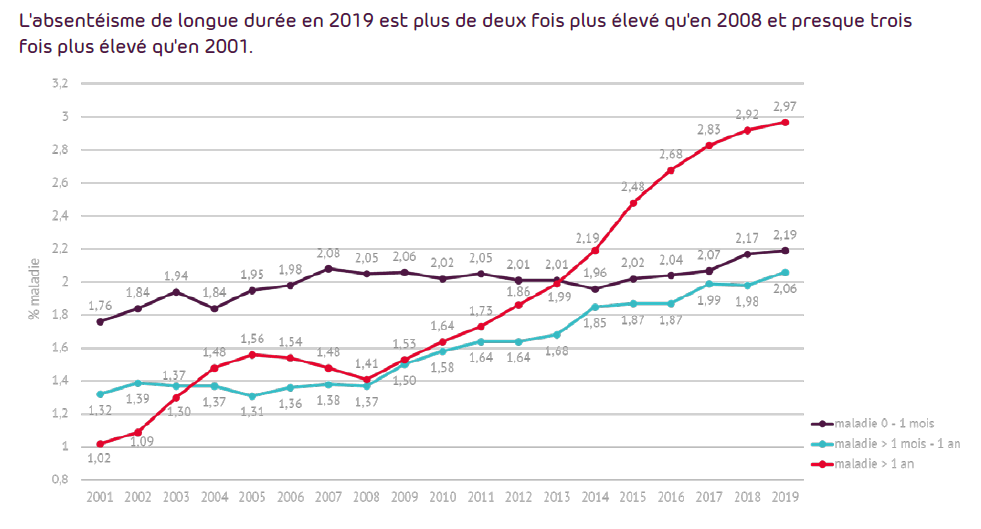 L'absentéisme de longue durée en 2019 est plus de deux fois plus élevé qu'en 2008 et presque trois
fois plus élevé qu'en 2001.
3,2
3
2,8
2,6
2,4
2,2
2
1,8
1,6
1,4
1,2
1
0,8
% maladie
1,76 1,84 1,94 1,84 1,95 1,98 2,08 2,05 2,06 2,02 2,05 2,01 2,01 1,96 2,02 2,04 2,07 2,17 2,19
1,32 1,39 1,37 1,37 1,31 1,36 1,38 1,37 1,50 1,58 1,64 1,64 1,68 1,85 1,87 1,87 1,99 1,98 2,06
1,02 1,09 1,30 1,48 1,56 1,54 1,48 1,41 1,53 1,64 1,73 1,86 1,99 2,19 2,48 2,68 2,83 2,92 2,97
maladie 0 - 1 mois
maladie > 1 mois - 1 an
maladie > 1 an
2001 2002 2003 2004 2005 2006 2007 2008 2009 2010 2011 2012 2013 2014 2015 2016 2017 2018 2019